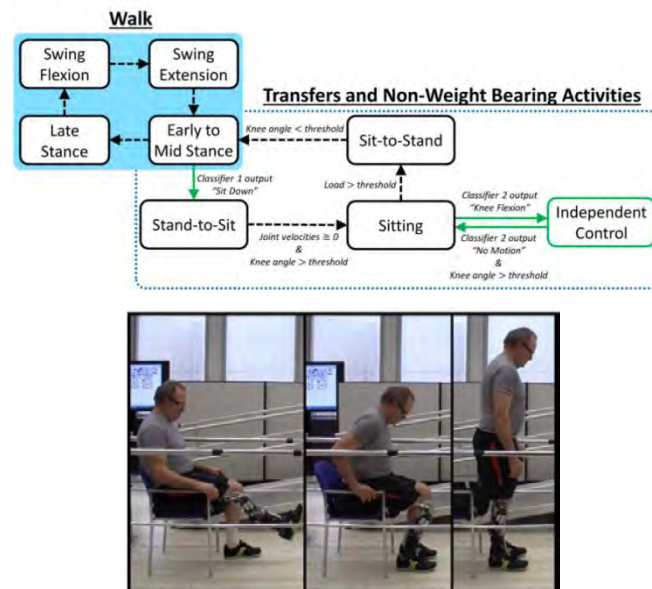 Walk
Swing
Flexion
Swing
Extension
Late
Stance
Early to
Mid Stance
Transfers and Non-Weight Bearing Activities
Knee angle < threshold
Sit-to-Stand
Classifier 1 output
"Sit Down"
Load > threshold
Stand-to-Sit
Joint velocities ≅ 0
&
Knee angle > threshold
Sitting
Classifier 2 output
"Knee Flexion"
Classifier 2 output
"No Motion"
&
Knee angle > threshold
Independent
Control